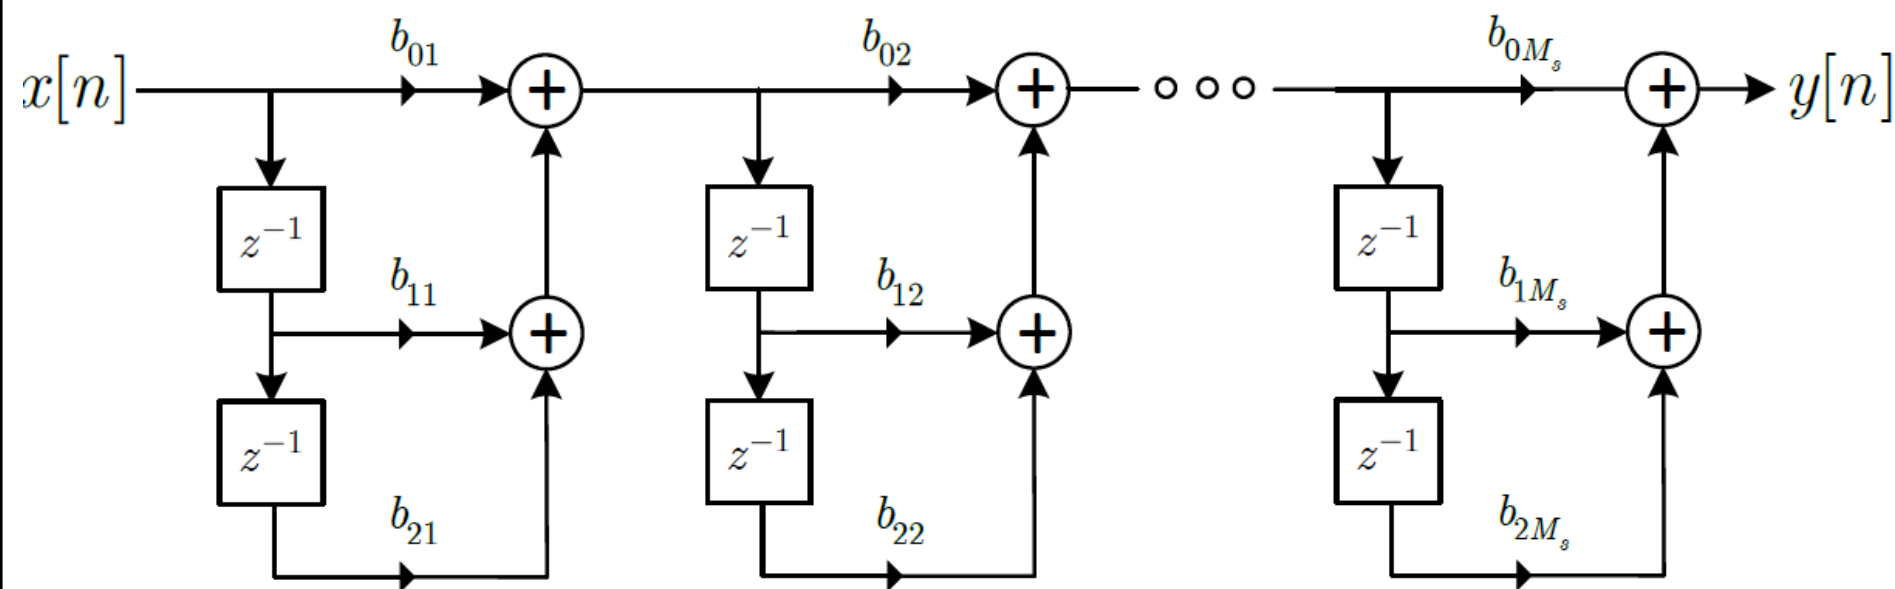 b₀₁ b₀₂ b₀Mₛ
x[n] + + + y[n]
z⁻¹ z⁻¹ z⁻¹
b₁₁ b₁₂ b₁Mₛ
+ + +
z⁻¹ z⁻¹ z⁻¹
b₂₁ b₂₂ b₂Mₛ